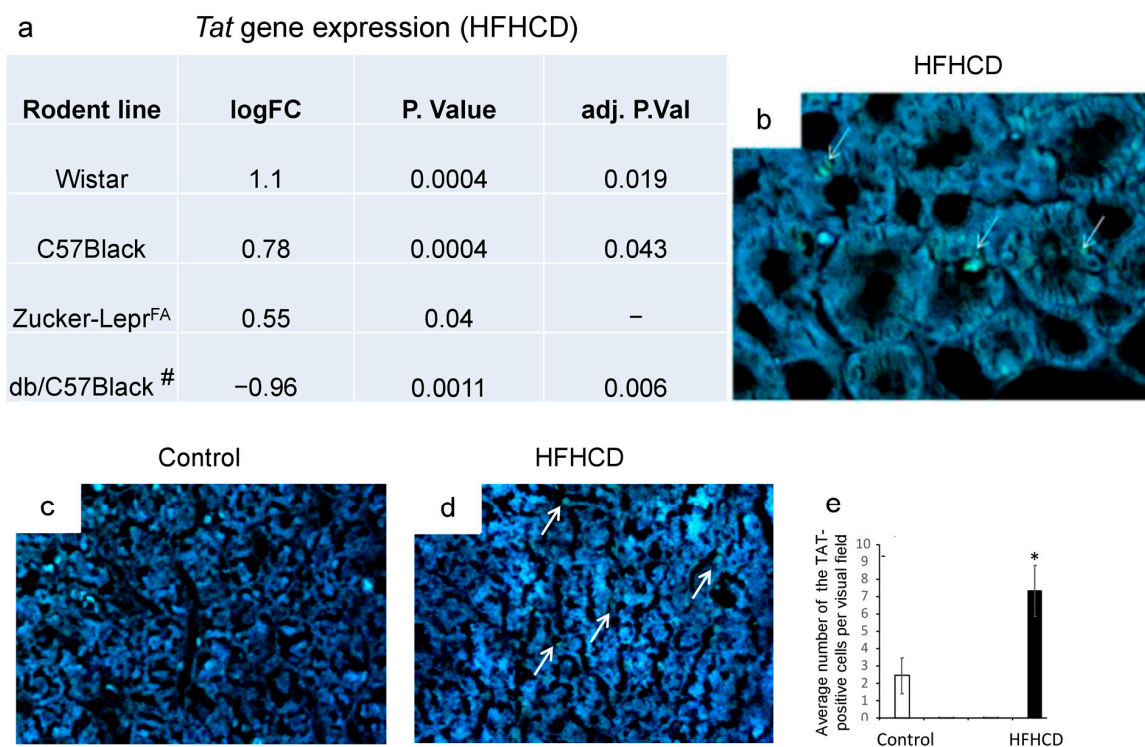 a
Tat gene expression (HFHCD)
Rodent line logFC P. Value adj. P.Val
Wistar 1.1 0.0004 0.019
C57Black 0.78 0.0004 0.043
Zucker-Lepr^FA 0.55 0.04 –
db/C57Black # −0.96 0.0011 0.006
HFHCD
b
Control
c
HFHCD
d
e
Average number of the TAT-
positive cells per visual field
10
9
8
7
6
5
4
3
2
1
0
*
Control HFHCD